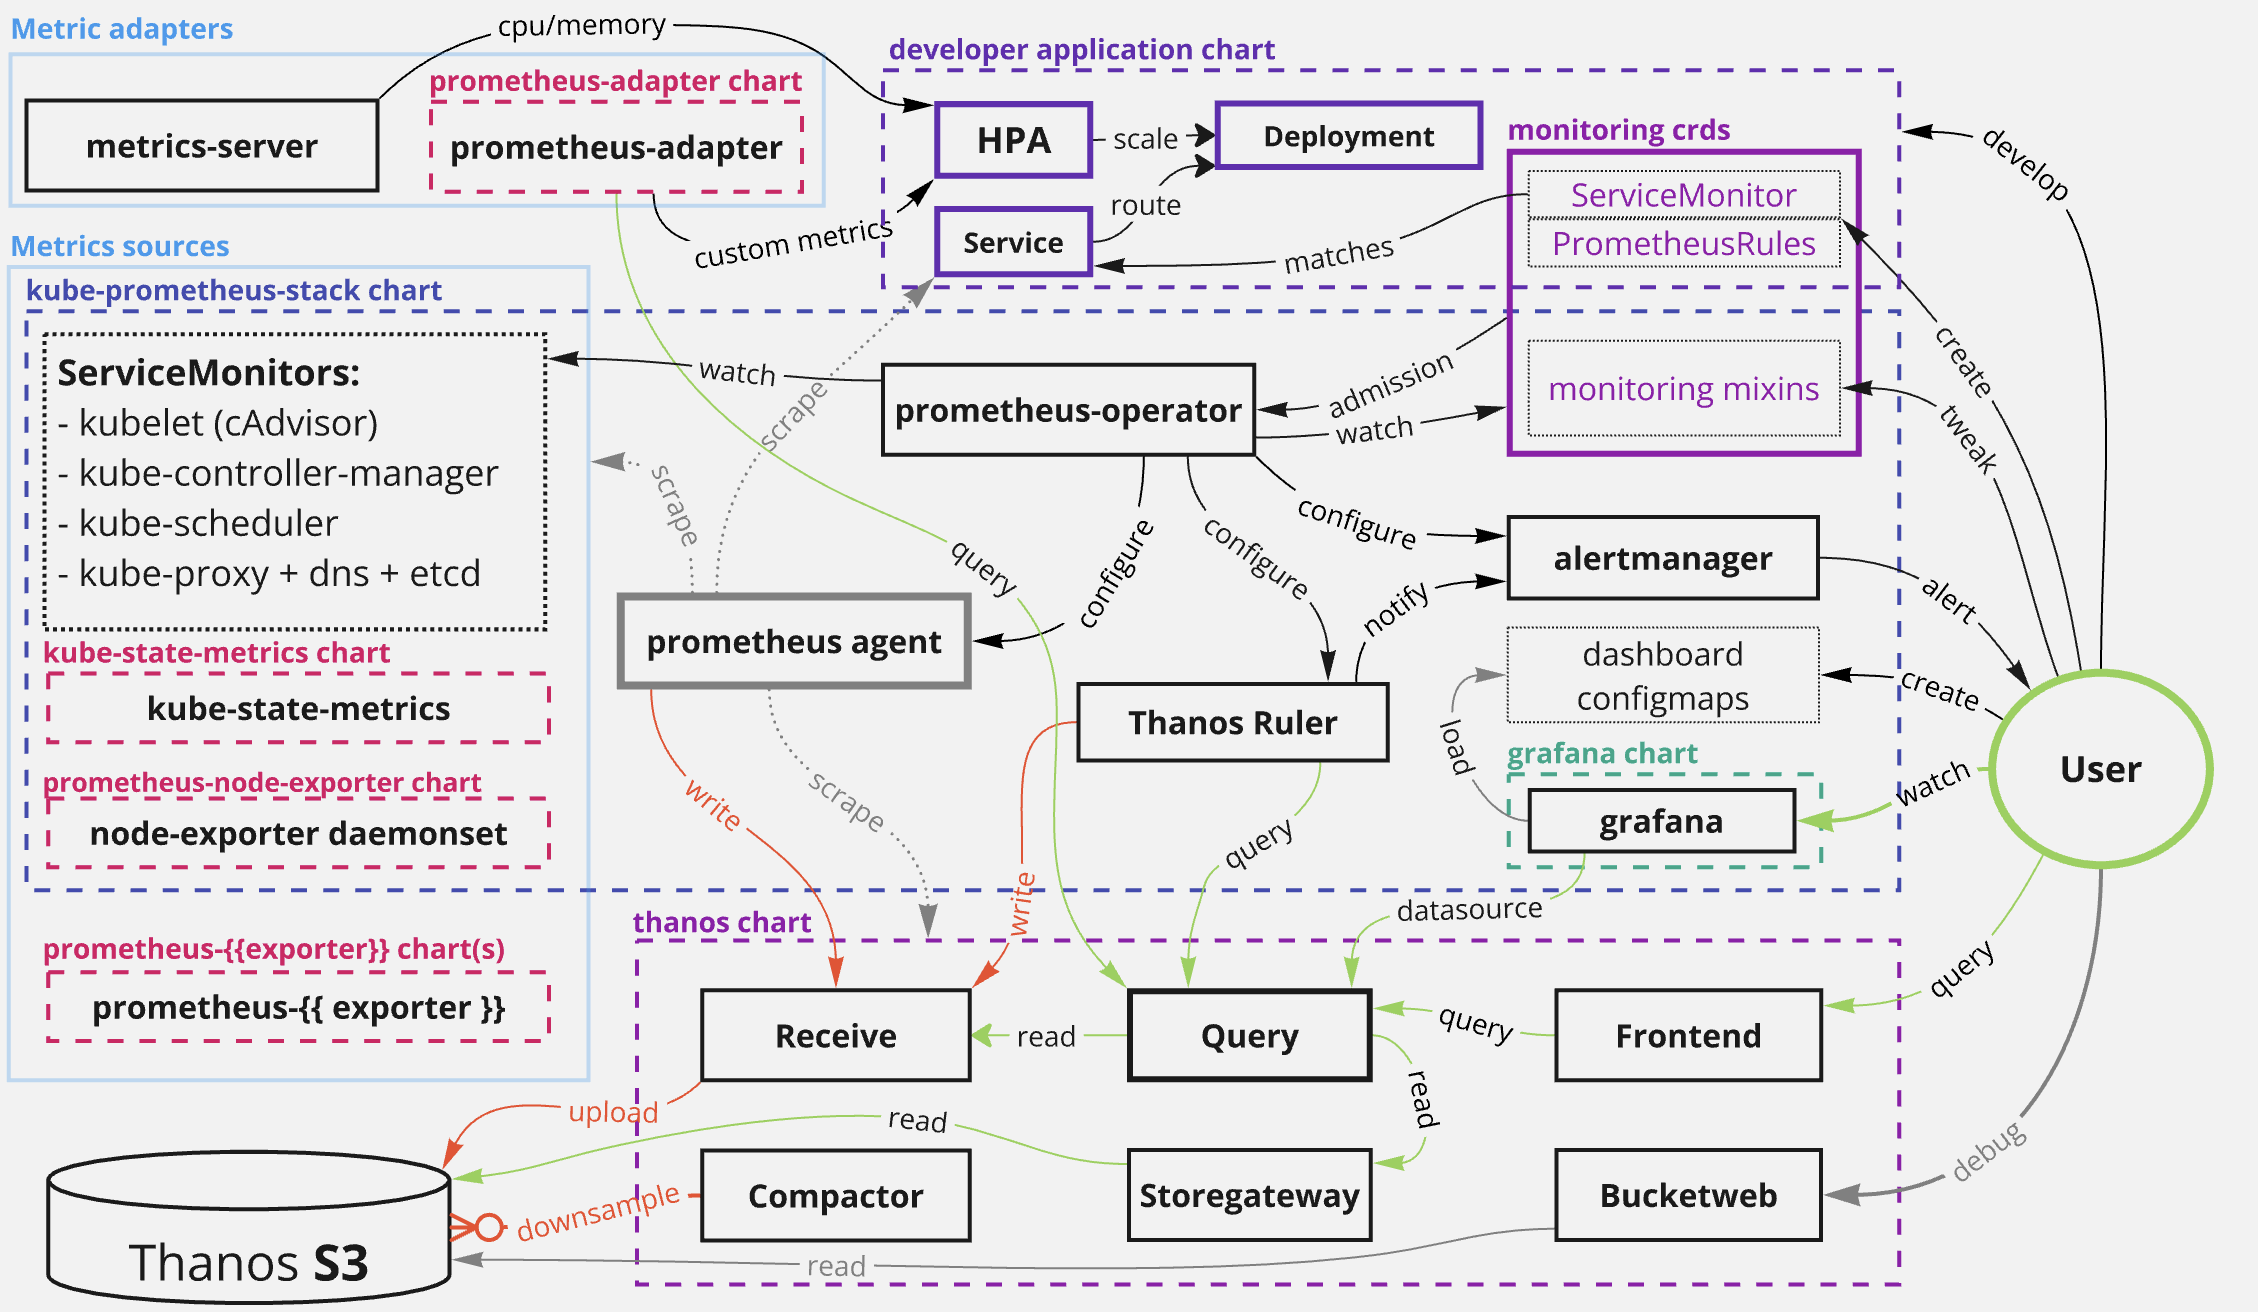 Metric adapters
cpu/memory
developer application chart
prometheus-adapter chart
metrics-server
prometheus-adapter
HPA
scale
Deployment
monitoring crds
develop
ServiceMonitor
route
custom metrics
Service
matches
PrometheusRules
Metrics sources
kube-prometheus-stack chart
ServiceMonitors:
- kubelet (cAdvisor)
- kube-controller-manager
- kube-scheduler
- kube-proxy + dns + etcd
watch
scrape
prometheus-operator
admission
watch
monitoring mixins
create
tweak
scrape
query
configure
configure
configure
alertmanager
notify
alert
prometheus agent
kube-state-metrics chart
kube-state-metrics
Thanos Ruler
dashboard
configmaps
create
load
grafana chart
grafana
watch
User
prometheus-node-exporter chart
node-exporter daemonset
write
scrape
query
write
datasource
thanos chart
prometheus-{{exporter}} chart(s)
prometheus-{{ exporter }}
query
Receive
read
Query
query
Frontend
read
upload
read
debug
Compactor
Storegateway
Bucketweb
downsample
Thanos S3
read